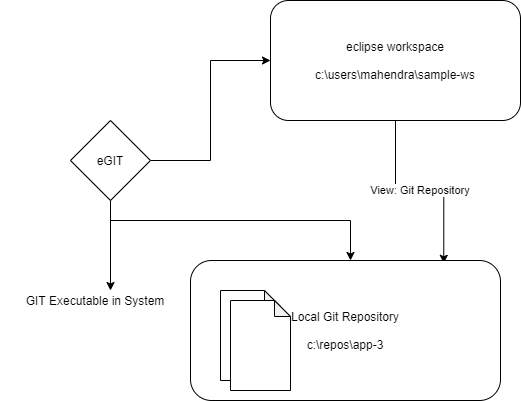 eclipse workspace
c:\users\mahendra\sample-ws
eGIT
View: Git Repository
GIT Executable in System
Local Git Repository
c:\repos\app-3